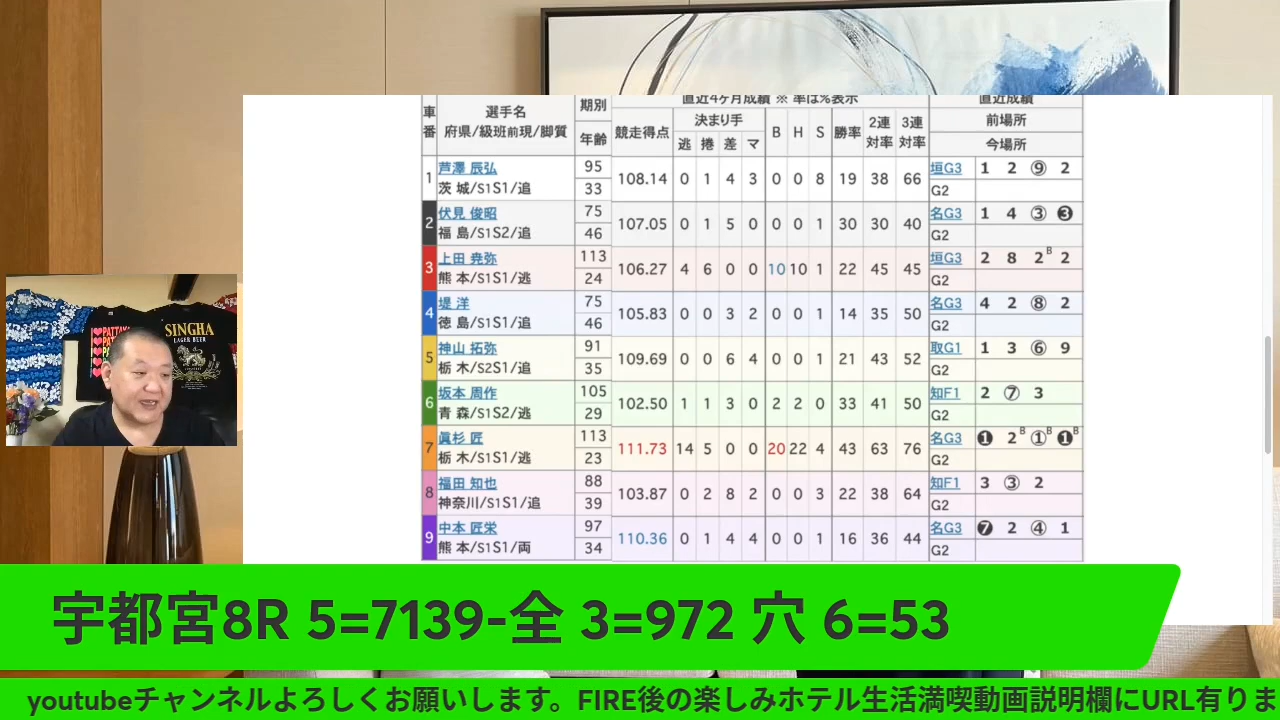 車番 選手名 府県/級班前現/脚質 期別 年齢 直近4ヶ月成績 ※ 率は%表示 直近成績
競走得点 決まり手 B H S 勝率 2連対率 3連対率 前場所
逃 捲 差 マ 今場所
1 芦澤 辰弘 95 108.14 0 1 4 3 0 0 8 19 38 66 垣G3 1 2 ⑨ 2
茨 城/S1S1/追 33 G2
2 伏見 俊昭 75 107.05 0 1 5 0 0 0 1 30 30 40 名G3 1 4 ③ ❸
福 島/S1S2/追 46 G2
3 上田 尭弥 113 106.27 4 6 0 0 10 10 1 22 45 45 垣G3 2 8 2B 2
熊 本/S1S1/逃 24 G2
4 堤 洋 75 105.83 0 0 3 2 0 0 1 14 35 50 名G3 4 2 ⑧ 2
徳 島/S1S1/追 46 G2
5 神山 拓弥 91 109.69 0 0 6 4 0 0 1 21 43 52 取G1 1 3 ⑥ 9
栃 木/S2S1/追 35 G2
6 坂本 周作 105 102.50 1 1 3 0 2 2 0 33 41 50 知F1 2 ⑦ 3
青 森/S1S2/逃 29 G2
7 眞杉 匠 113 111.73 14 5 0 0 20 22 4 43 63 76 名G3 ❶ 2B ①B ❶B
栃 木/S1S1/逃 23 G2
8 福田 知也 88 103.87 0 2 8 2 0 0 3 22 38 64 知F1 3 ③ 2
神奈川/S1S1/追 39 G2
9 中本 匠栄 97 110.36 0 1 4 4 0 0 1 16 36 44 名G3 ❼ 2 ④ 1
熊 本/S1S1/両 34 G2
PATTAYA
SINGHA
LAGER BEER
宇都宮8R 5=7139-全 3=972 穴 6=53
youtubeチャンネルよろしくお願いします。FIRE後の楽しみホテル生活満喫動画説明欄にURL有りま